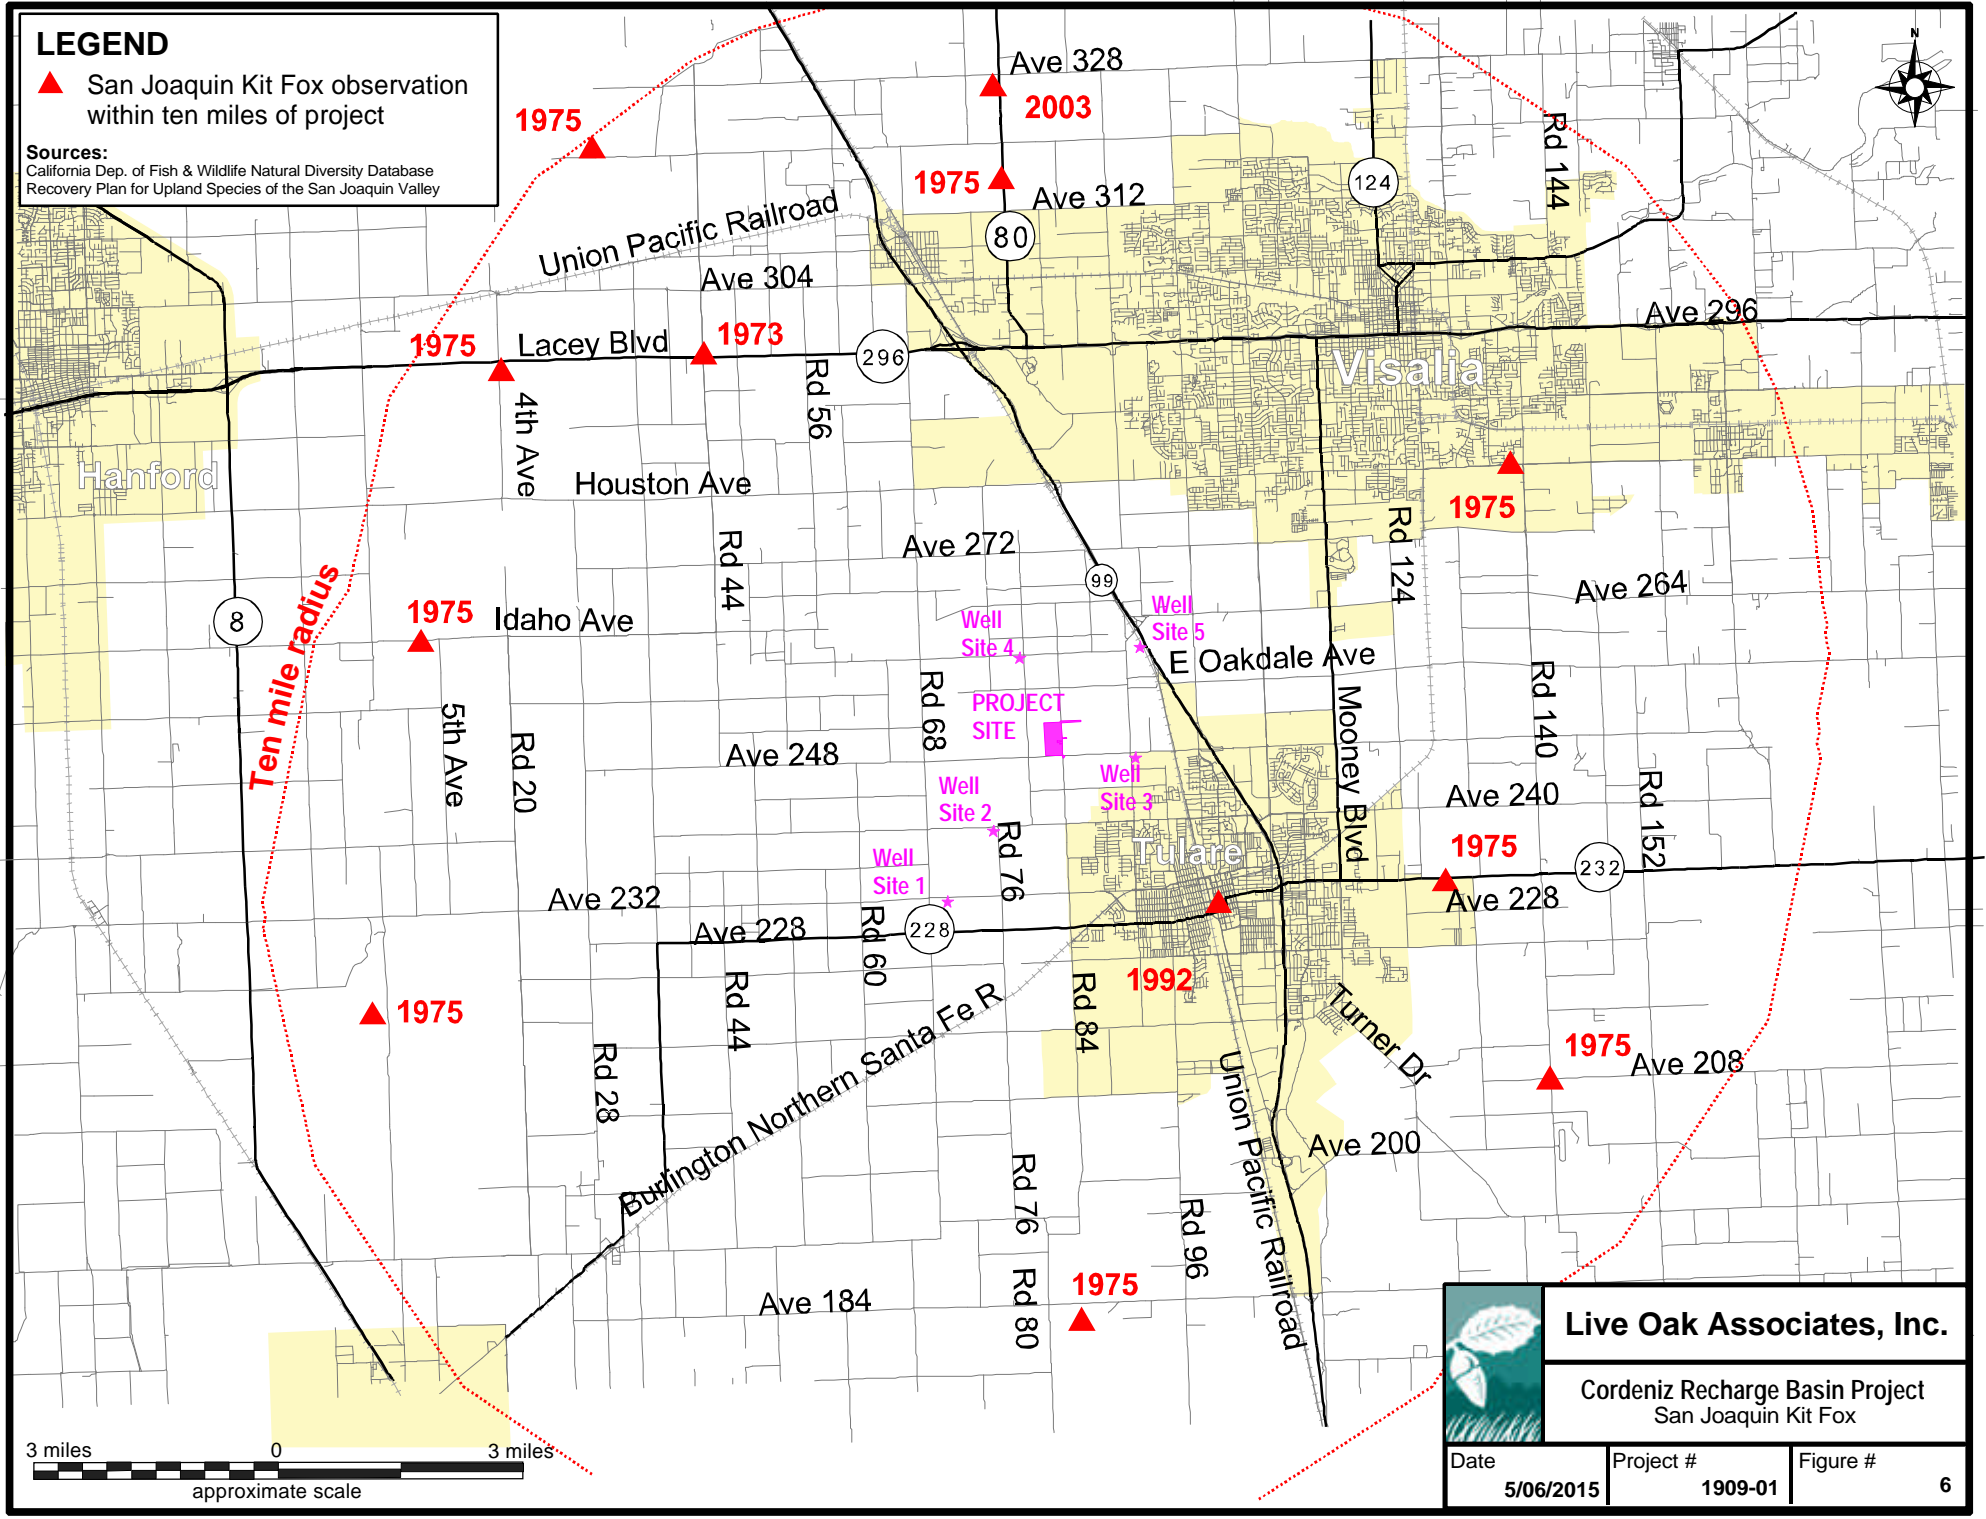 LEGEND
San Joaquin Kit Fox observation
within ten miles of project
Sources:
California Dep. of Fish & Wildlife Natural Diversity Database
Recovery Plan for Upland Species of the San Joaquin Valley
N
Ave 328
2003
1975
1975
Ave 312
124
Rd 144
80
Union Pacific Railroad
Ave 304
Ave 296
1975
Lacey Blvd
1973
296
Rd 56
Visalia
4th Ave
Hanford
Houston Ave
1975
Rd 44
Ave 272
99
Rd 124
Ave 264
Ten mile radius
8
1975
Idaho Ave
Well
Site 4
Well
Site 5
E Oakdale Ave
Rd 68
PROJECT
SITE
Mooney Blvd
Rd 140
5th Ave
Rd 20
Ave 248
Well
Site 3
Well
Site 2
Ave 240
Rd 152
Rd 76
Tulare
1975
232
Well
Site 1
Ave 232
Ave 228
Rd 60
228
Ave 228
1992
1975
Rd 44
Rd 84
Turner Dr
Burlington Northern Santa Fe R
Rd 28
1975
Ave 208
Union Pacific Railroad
Ave 200
Rd 76
Rd 96
1975
Ave 184
Rd 80
3 miles
0
3 miles
approximate scale
Live Oak Associates, Inc.
Cordeniz Recharge Basin Project
San Joaquin Kit Fox
Date
5/06/2015
Project #
1909-01
Figure #
6